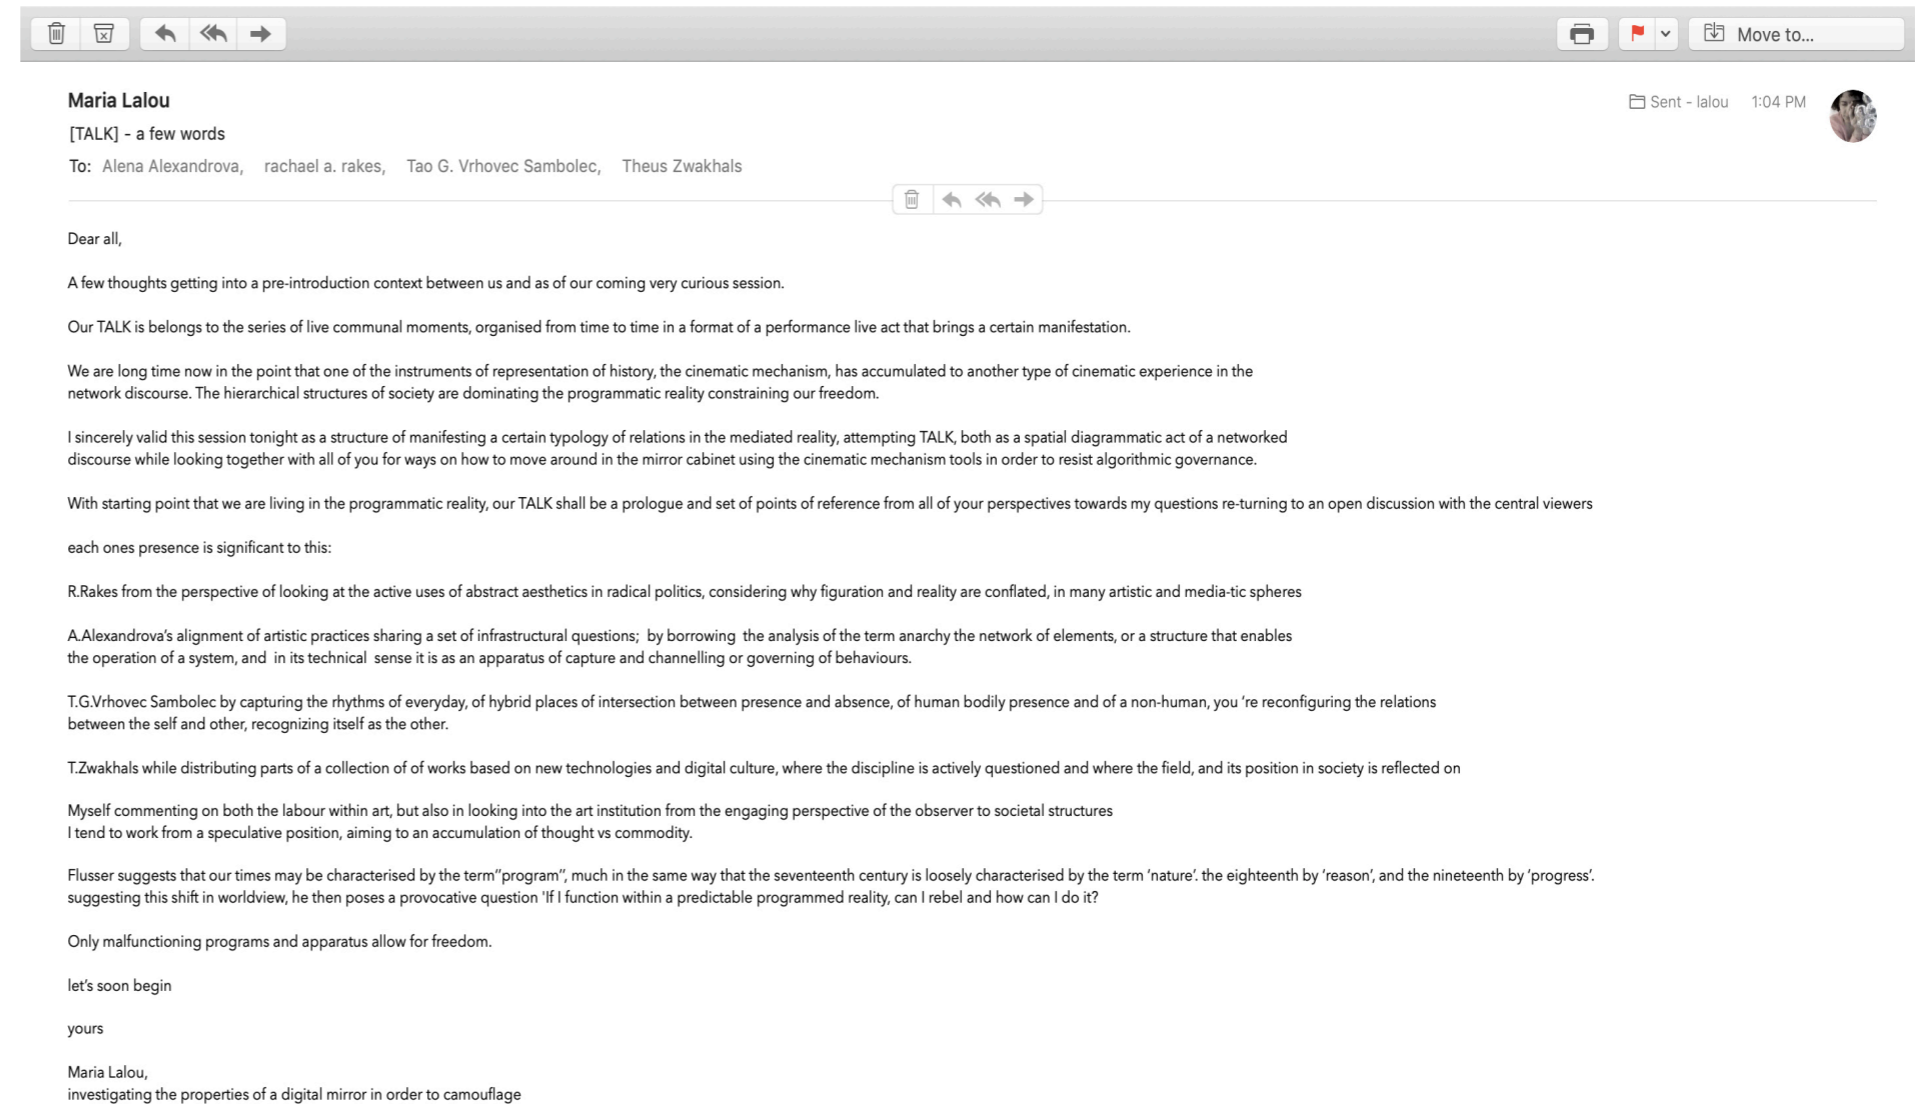 Move to...
Maria Lalou
Sent - lalou 1:04 PM
[TALK] - a few words
To: Alena Alexandrova, rachael a. rakes, Tao G. Vrhovec Sambolec, Theus Zwakhals
Dear all,
A few thoughts getting into a pre-introduction context between us and as of our coming very curious session.
Our TALK is belongs to the series of live communal moments, organised from time to time in a format of a performance live act that brings a certain manifestation.
We are long time now in the point that one of the instruments of representation of history, the cinematic mechanism, has accumulated to another type of cinematic experience in the
network discourse. The hierarchical structures of society are dominating the programmatic reality constraining our freedom.
I sincerely valid this session tonight as a structure of manifesting a certain typology of relations in the mediated reality, attempting TALK, both as a spatial diagrammatic act of a networked
discourse while looking together with all of you for ways on how to move around in the mirror cabinet using the cinematic mechanism tools in order to resist algorithmic governance.
With starting point that we are living in the programmatic reality, our TALK shall be a prologue and set of points of reference from all of your perspectives towards my questions re-turning to an open discussion with the central viewers
each ones presence is significant to this:
R.Rakes from the perspective of looking at the active uses of abstract aesthetics in radical politics, considering why figuration and reality are conflated, in many artistic and media-tic spheres
A.Alexandrova's alignment of artistic practices sharing a set of infrastructural questions; by borrowing the analysis of the term anarchy the network of elements, or a structure that enables
the operation of a system, and in its technical sense it is as an apparatus of capture and channelling or governing of behaviours.
T.G.Vrhovec Sambolec by capturing the rhythms of everyday, of hybrid places of intersection between presence and absence, of human bodily presence and of a non-human, you 're reconfiguring the relations
between the self and other, recognizing itself as the other.
T.Zwakhals while distributing parts of a collection of of works based on new technologies and digital culture, where the discipline is actively questioned and where the field, and its position in society is reflected on
Myself commenting on both the labour within art, but also in looking into the art institution from the engaging perspective of the observer to societal structures
I tend to work from a speculative position, aiming to an accumulation of thought vs commodity.
Flusser suggests that our times may be characterised by the term"program", much in the same way that the seventeenth century is loosely characterised by the term 'nature'. the eighteenth by 'reason', and the nineteenth by 'progress'.
suggesting this shift in worldview, he then poses a provocative question 'If I function within a predictable programmed reality, can I rebel and how can I do it?
Only malfunctioning programs and apparatus allow for freedom.
let's soon begin
yours
Maria Lalou,
investigating the properties of a digital mirror in order to camouflage